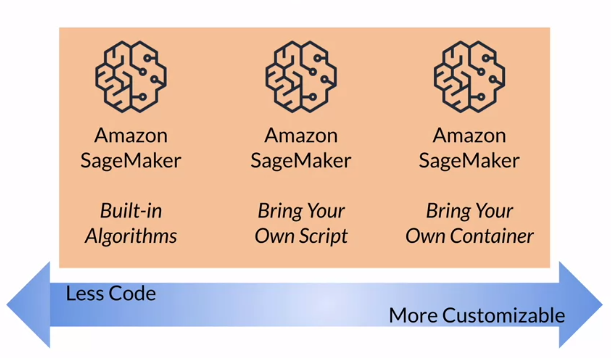 Amazon
SageMaker
Built-in
Algorithms
Amazon
SageMaker
Bring Your
Own Script
Amazon
SageMaker
Bring Your
Own Container
Less Code
More Customizable